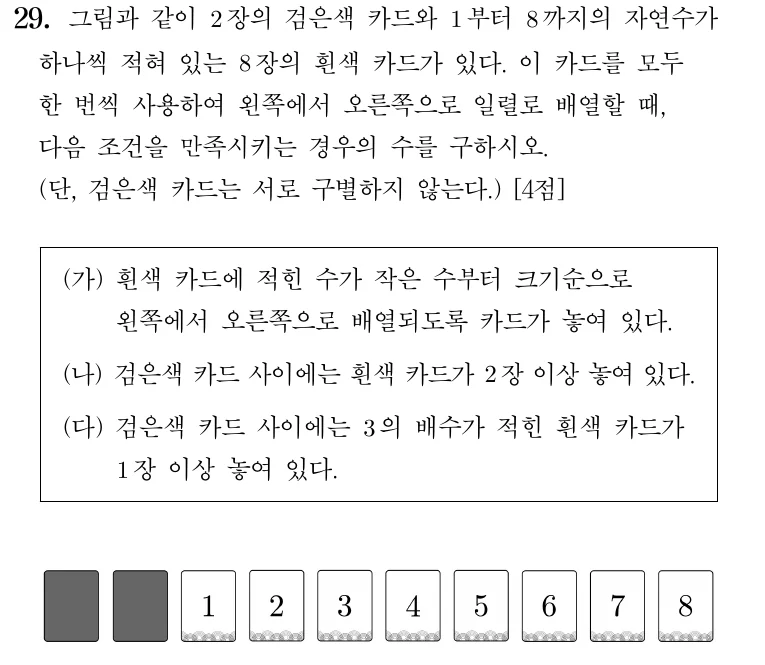 29. 그림과 같이 2장의 검은색 카드와 1부터 8까지의 자연수가
하나씩 적혀 있는 8장의 흰색 카드가 있다. 이 카드를 모두
한 번씩 사용하여 왼쪽에서 오른쪽으로 일렬로 배열할 때,
다음 조건을 만족시키는 경우의 수를 구하시오.
(단, 검은색 카드는 서로 구별하지 않는다.) [4점]
(가) 흰색 카드에 적힌 수가 작은 수부터 크기순으로
왼쪽에서 오른쪽으로 배열되도록 카드가 놓여 있다.
(나) 검은색 카드 사이에는 흰색 카드가 2장 이상 놓여 있다.
(다) 검은색 카드 사이에는 3의 배수가 적힌 흰색 카드가
1장 이상 놓여 있다.
1 2 3 4 5 6 7 8